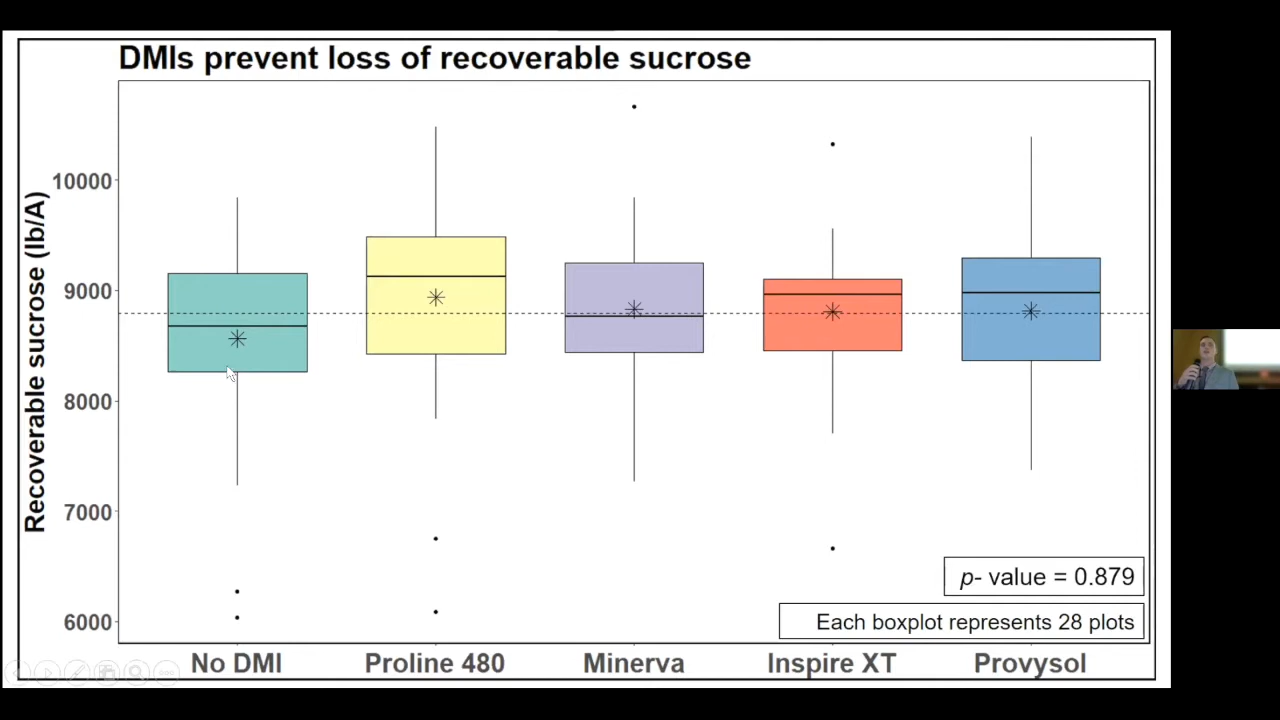 DMIs prevent loss of recoverable sucrose
Recoverable sucrose (lb/A)
10000
9000
8000
7000
6000
p- value = 0.879
Each boxplot represents 28 plots
No DMI
Proline 480
Minerva
Inspire XT
Provysol